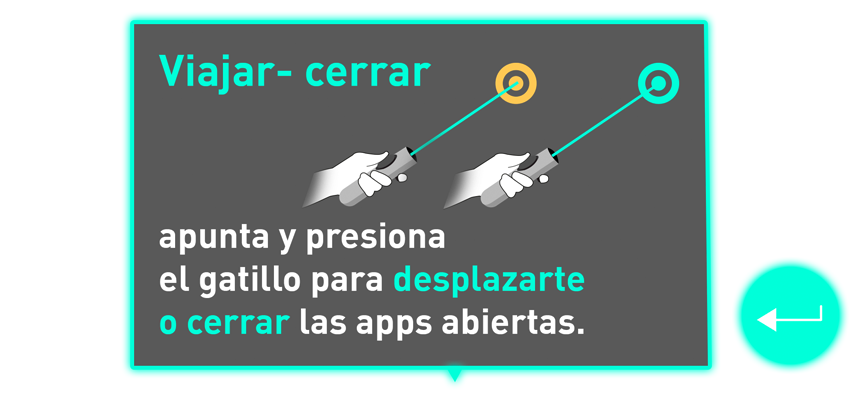 Viajar- cerrar
apunta y presiona
el gatillo para desplazarte
o cerrar las apps abiertas.